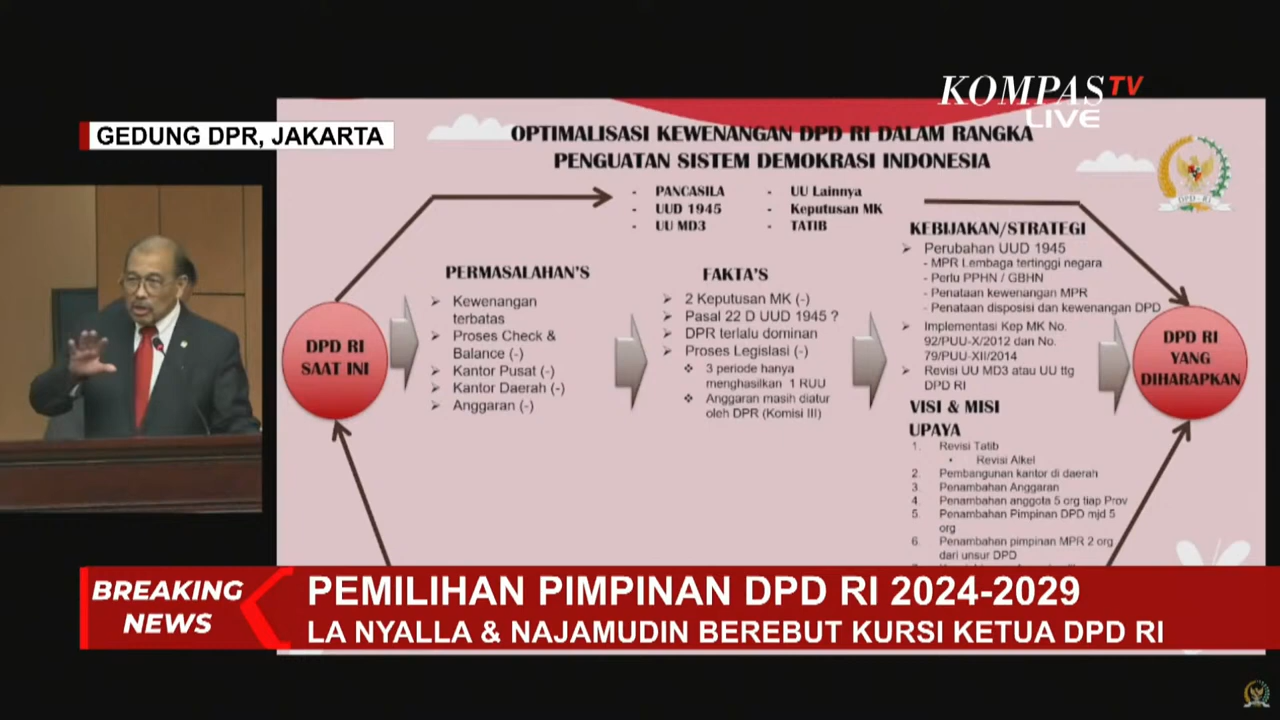 KOMPAS TV
LIVE
GEDUNG DPR, JAKARTA
OPTIMALISASI KEWENANGAN DPD RI DALAM RANGKA
PENGUATAN SISTEM DEMOKRASI INDONESIA
DPD-RI
- PANCASILA
- UUD 1945
- UU MD3
- UU Lainnya
- Keputusan MK
- TATIB
DPD RI
SAAT INI
PERMASALAHAN'S
Kewenangan
terbatas
Proses Check &
Balance (-)
Kantor Pusat (-)
Kantor Daerah (-)
Anggaran (-)
FAKTA'S
2 Keputusan MK (-)
Pasal 22 D UUD 1945 ?
DPR terlalu dominan
Proses Legislasi (-)
3 periode hanya
menghasilkan 1 RUU
Anggaran masih diatur
oleh DPR (Komisi III)
KEBIJAKAN/STRATEGI
Perubahan UUD 1945
- MPR Lembaga tertinggi negara
- Perlu PPHN / GBHN
- Penataan kewenangan MPR
- Penataan disposisi dan kewenangan DPD
Implementasi Kep MK No.
92/PUU-X/2012 dan No.
79/PUU-XII/2014
Revisi UU MD3 atau UU ttg
DPD RI
VISI & MISI
UPAYA
1. Revisi Tatib
• Revisi Alkel
2. Pembangunan kantor di daerah
3. Penambahan Anggaran
4. Penambahan anggota 5 org tiap Prov
5. Penambahan Pimpinan DPD mjd 5
org
6. Penambahan pimpinan MPR 2 org
dari unsur DPD
DPD RI
YANG
DIHARAPKAN
BREAKING
NEWS
PEMILIHAN PIMPINAN DPD RI 2024-2029
LA NYALLA & NAJAMUDIN BEREBUT KURSI KETUA DPD RI